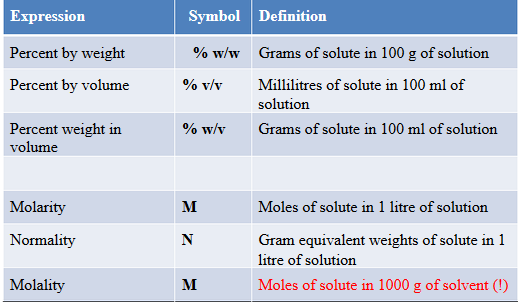 Expression Symbol Definition
Percent by weight % w/w Grams of solute in 100 g of solution
Percent by volume % v/v Millilitres of solute in 100 ml of
solution
Percent weight in % w/v Grams of solute in 100 ml of solution
volume
Molarity M Moles of solute in 1 litre of solution
Normality N Gram equivalent weights of solute in 1
litre of solution
Molality M Moles of solute in 1000 g of solvent (!)